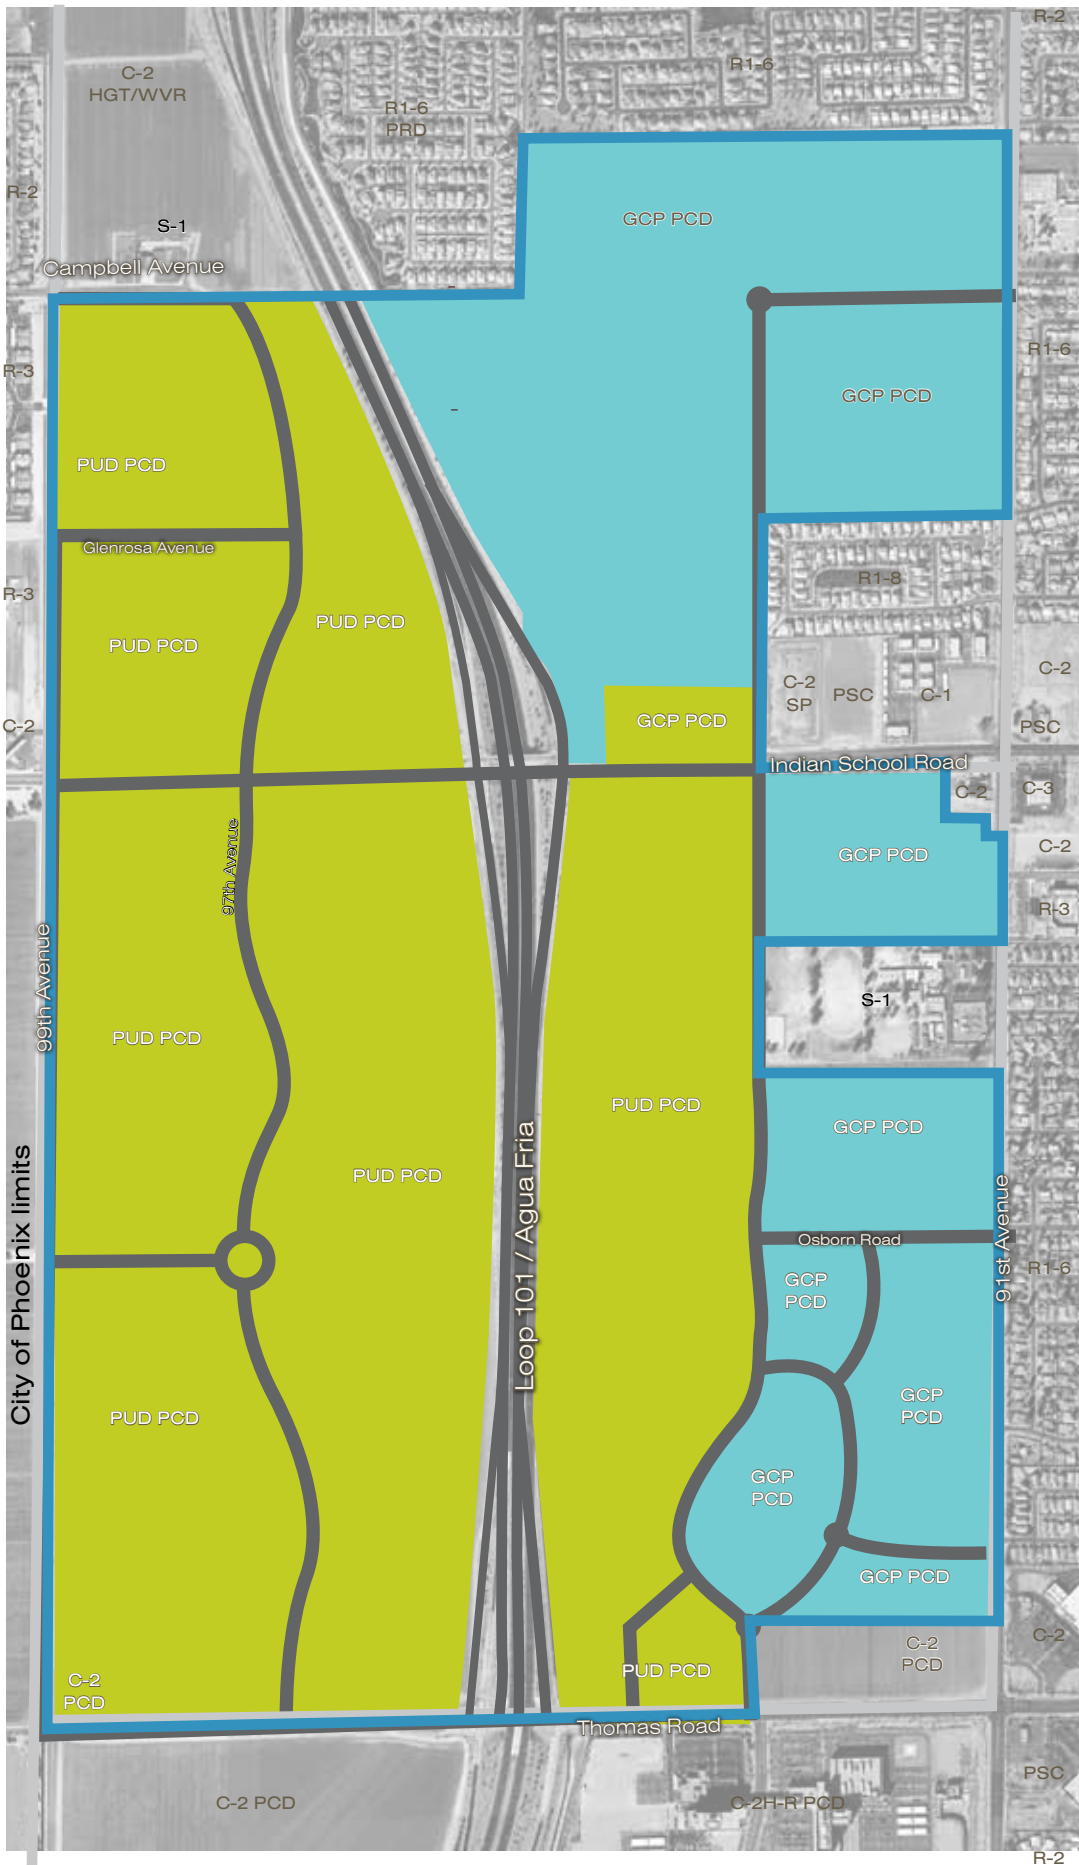 R-2
C-2
HGT/WVR
R1-6
R1-6
PRD
R-2
S-1
GCP PCD
Campbell Avenue
R1-6
R-3
GCP PCD
PUD PCD
Glenrosa Avenue
R1-8
R-3
PUD PCD
PUD PCD
C-2
C-2
SP
PSC
C-1
C-2
GCP PCD
PSC
Indian School Road
C-2
C-3
97th Avenue
GCP PCD
C-2
R-3
99th Avenue
S-1
PUD PCD
PUD PCD
GCP PCD
PUD PCD
City of Phoenix limits
Loop 101 / Agua Fria
91st Avenue
Osborn Road
R1-6
GCP
PCD
GCP
PCD
PUD PCD
GCP
PCD
GCP PCD
C-2
C-2
PCD
PUD PCD
C-2
PCD
Thomas Road
PSC
C-2 PCD
C-2H-R PCD
R-2